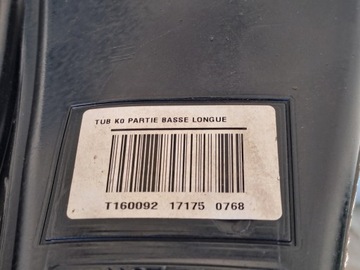 TUB K0 PARTIE BASSE LONGUE
T160092 17175 0768